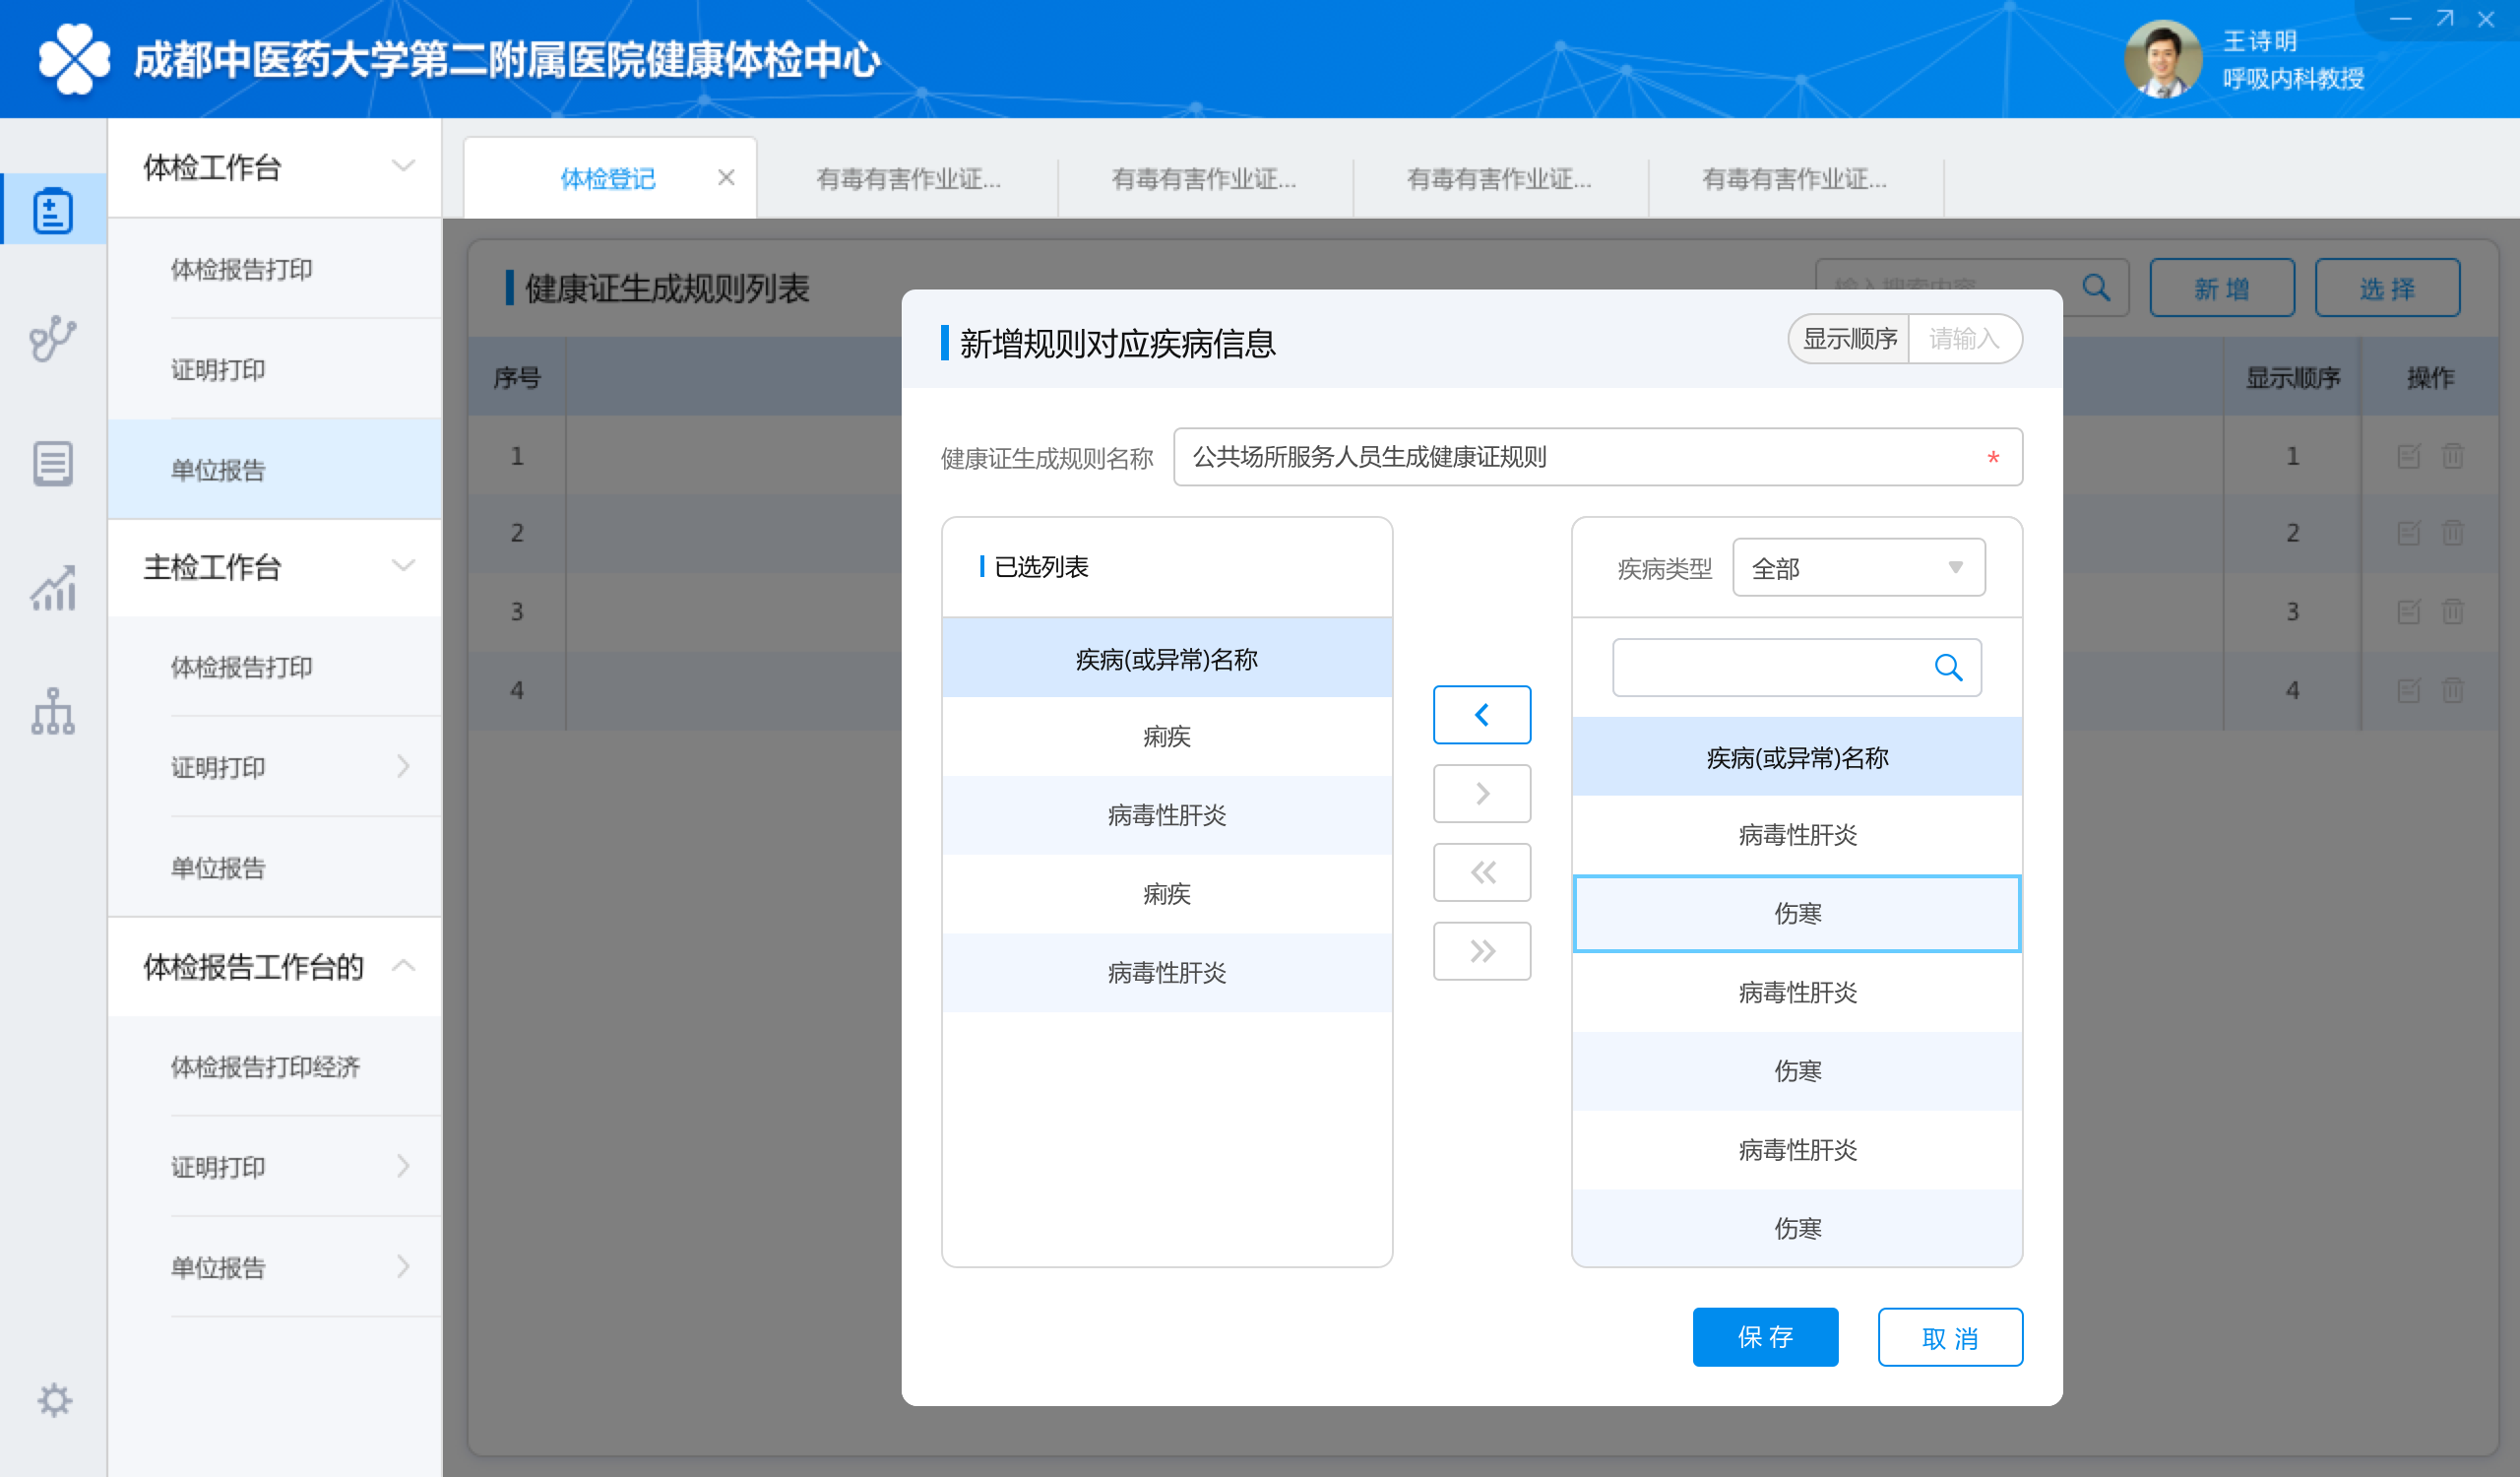 成都中医药大学第二附属医院健康体检中心
王诗明
呼吸内科教授
体检工作台
体检报告打印
证明打印
单位报告
主检工作台
体检报告打印
证明打印
单位报告
体检报告工作台的
体检报告打印经济
证明打印
单位报告
体检登记
有毒有害作业证...
有毒有害作业证...
有毒有害作业证...
有毒有害作业证...
健康证生成规则列表
新 增
选 择
序号
显示顺序
操作
1
1
2
2
3
3
4
4
新增规则对应疾病信息
显示顺序
请输入
健康证生成规则名称
公共场所服务人员生成健康证规则
*
已选列表
疾病(或异常)名称
痢疾
病毒性肝炎
痢疾
病毒性肝炎
疾病类型
全部
疾病(或异常)名称
病毒性肝炎
伤寒
病毒性肝炎
伤寒
病毒性肝炎
伤寒
保 存
取 消